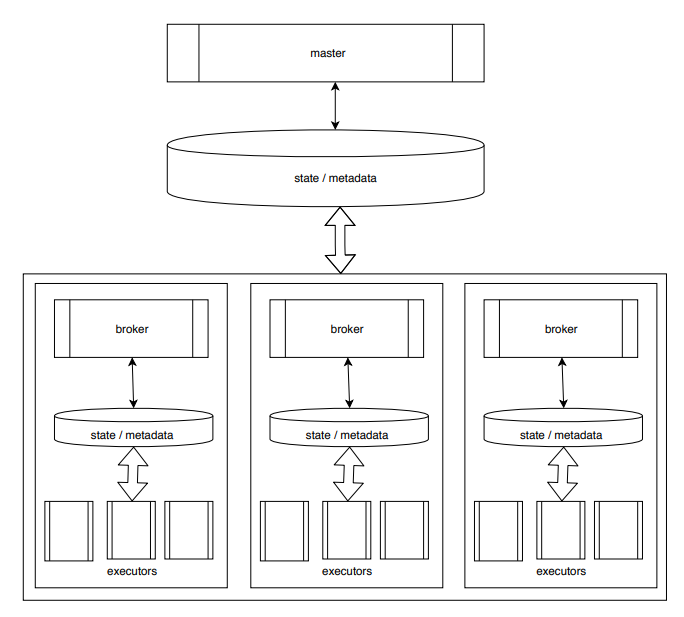 master
state / metadata
broker
broker
broker
state / metadata
state / metadata
state / metadata
executors
executors
executors